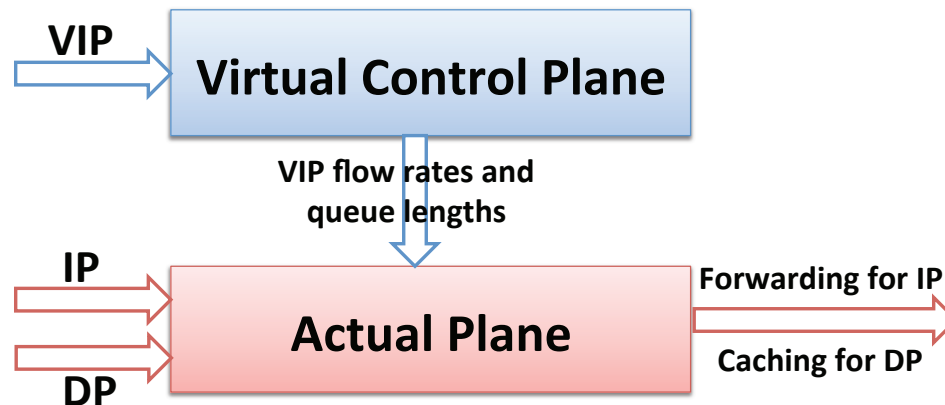 VIP
Virtual Control Plane
VIP flow rates and
queue lengths
IP
Actual Plane
DP
Forwarding for IP
Caching for DP